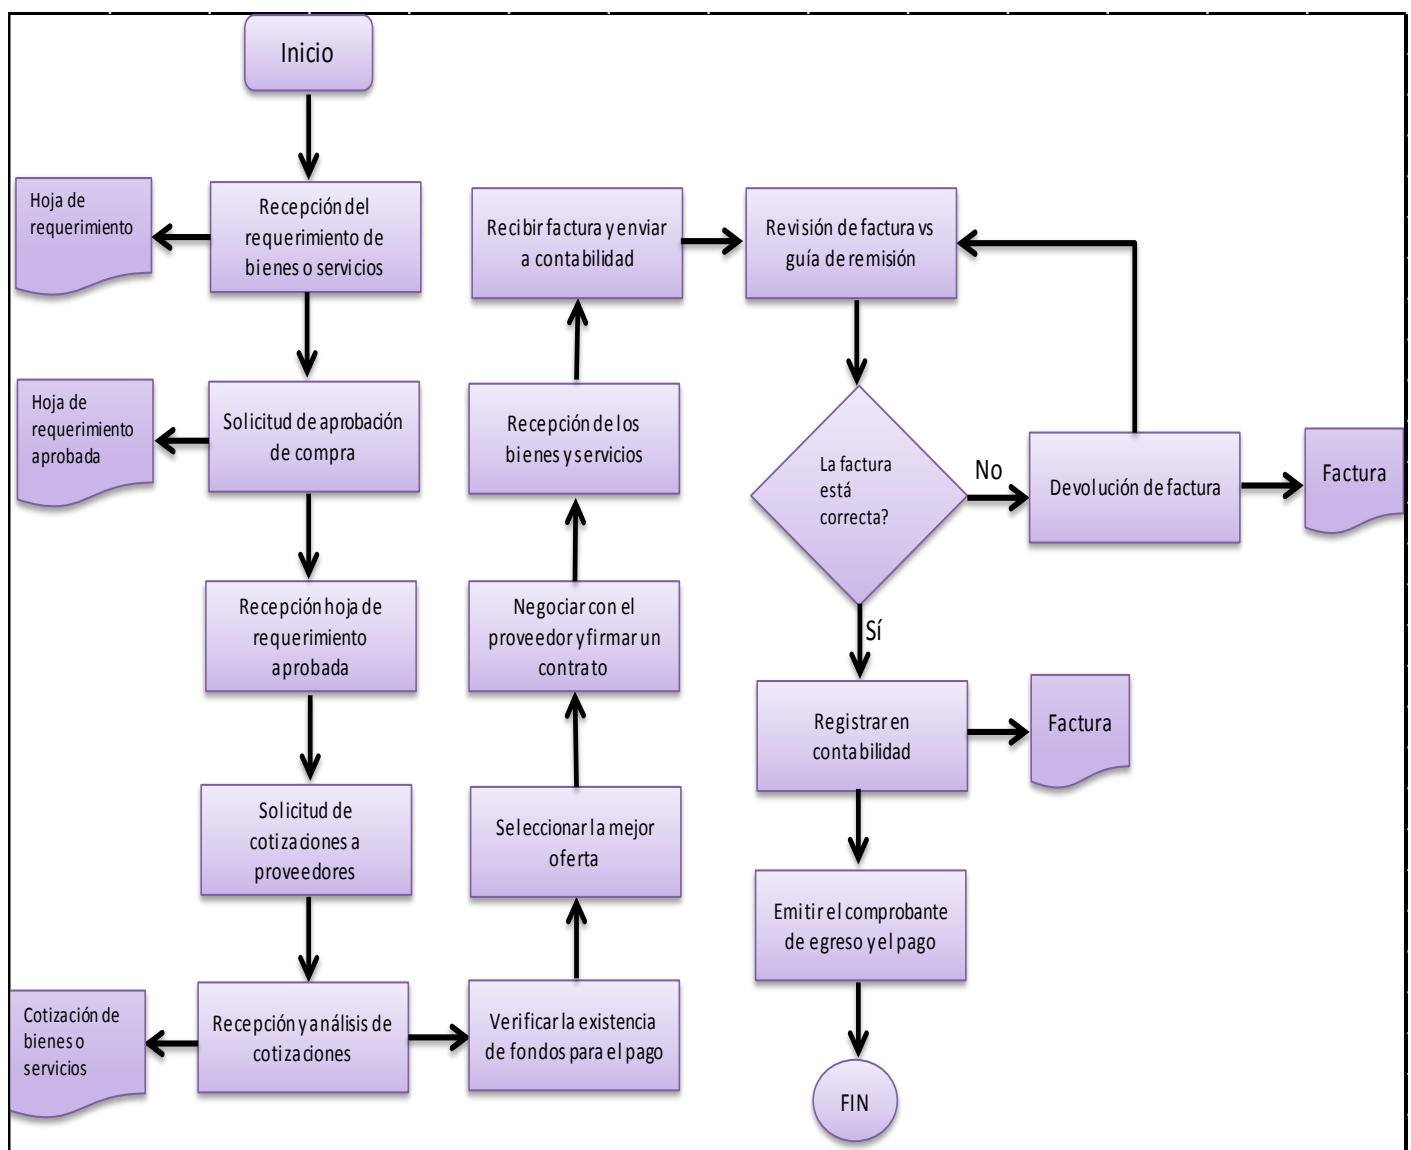 Inicio
Hoja de
requerimiento
Recepción del
requerimiento de
bienes o servicios
Hoja de
requerimiento
aprobada
Solicitud de aprobación
de compra
Recepción hoja de
requerimiento
aprobada
Solicitud de
cotizaciones a
proveedores
Cotización de
bienes o
servicios
Recepción y análisis de
cotizaciones
Verificar la existencia
de fondos para el pago
Seleccionar la mejor
oferta
Negociar con el
proveedor y firmar un
contrato
Recepción de los
bienes y servicios
Recibir factura y enviar
a contabilidad
Revisión de factura vs
guía de remisión
La factura
está
correcta?
No
Devolución de factura
Factura
Sí
Registrar en
contabilidad
Factura
Emitir el comprobante
de egreso y el pago
FIN